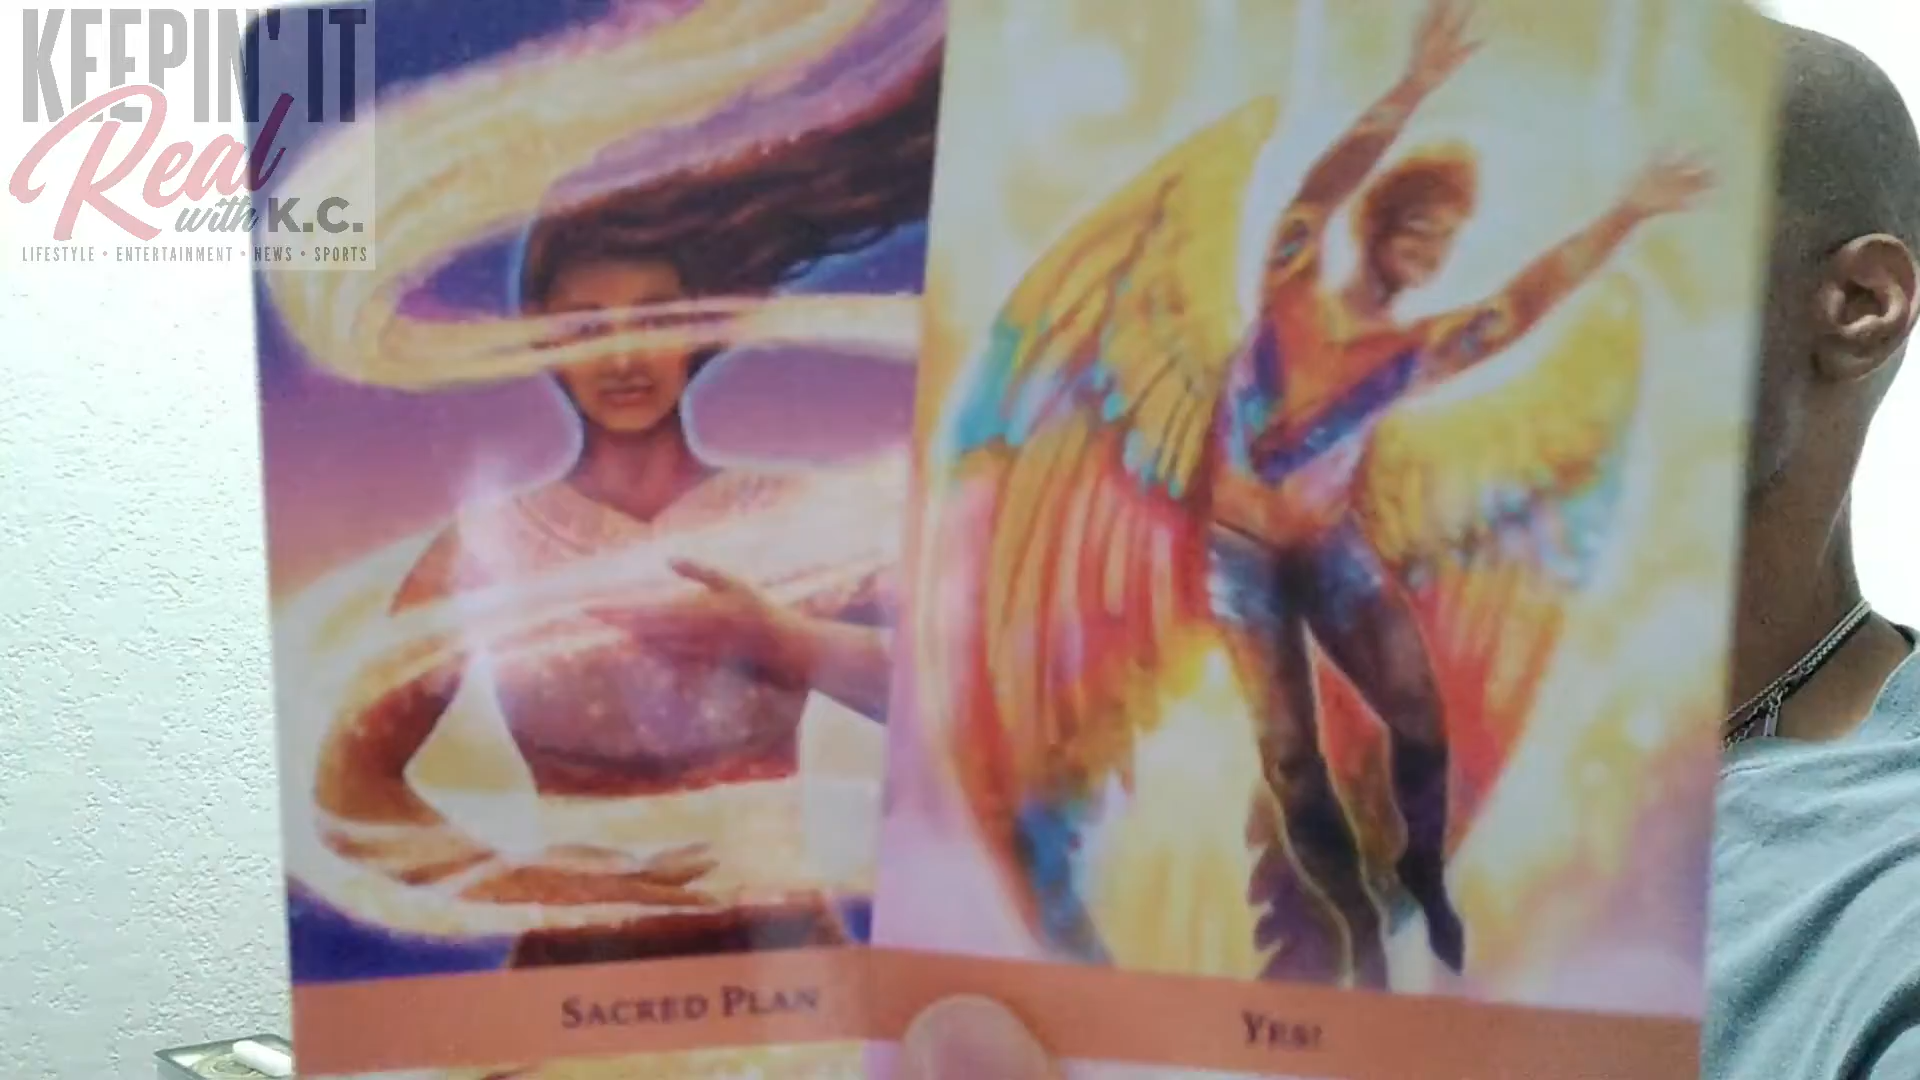 KEEPIN' IT
Real
with K.C.
LIFESTYLE • ENTERTAINMENT • NEWS • SPORTS
SACRED PLAN
YES!